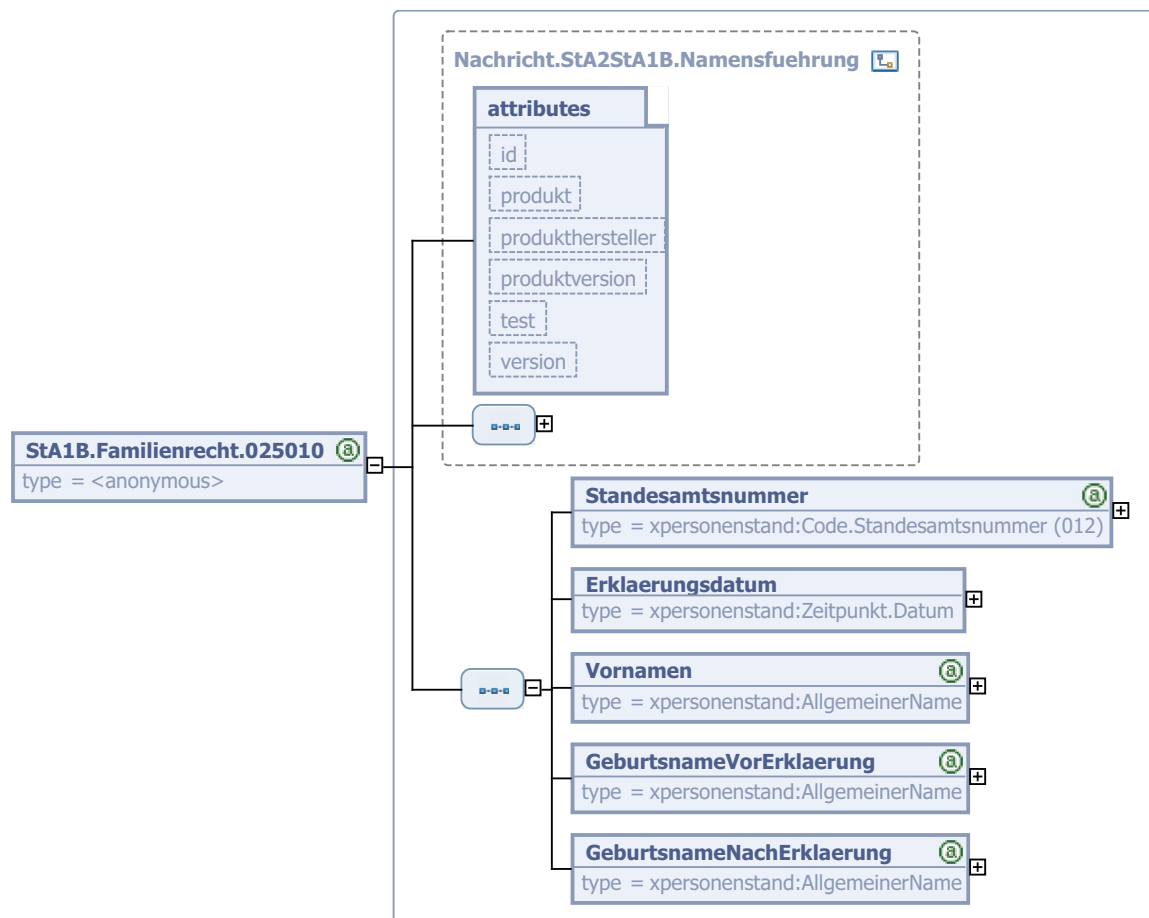 Nachricht.StA2StA1B.Namensfuehrung
attributes
id
produkt
produkthersteller
produktversion
test
version
StA1B.Familienrecht.025010
type = <anonymous>
Standesamtsnummer
type = xpersonenstand:Code.Standesamtsnummer (012)
Erklaerungsdatum
type = xpersonenstand:Zeitpunkt.Datum
Vornamen
type = xpersonenstand:AllgemeinerName
GeburtsnameVorErklaerung
type = xpersonenstand:AllgemeinerName
GeburtsnameNachErklaerung
type = xpersonenstand:AllgemeinerName